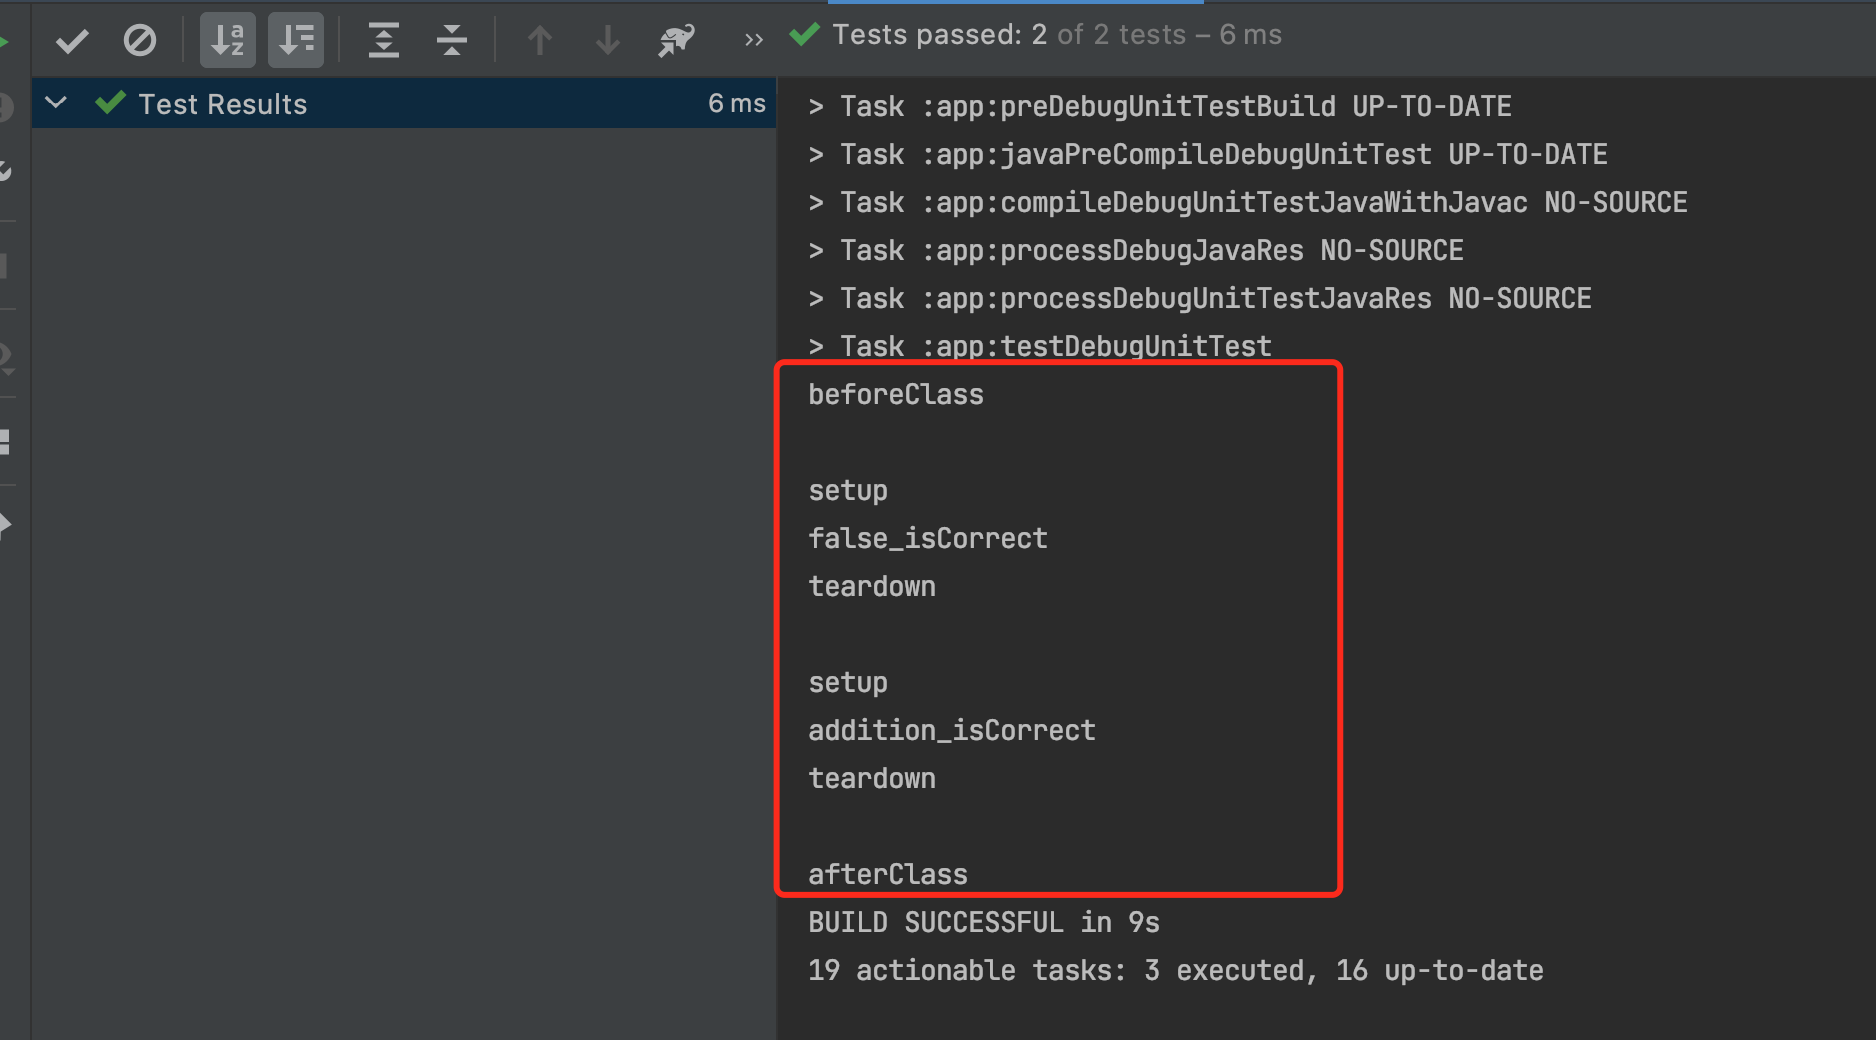 Tests passed: 2 of 2 tests – 6 ms
Test Results 6 ms
> Task :app:preDebugUnitTestBuild UP-TO-DATE
> Task :app:javaPreCompileDebugUnitTest UP-TO-DATE
> Task :app:compileDebugUnitTestJavaWithJavac NO-SOURCE
> Task :app:processDebugJavaRes NO-SOURCE
> Task :app:processDebugUnitTestJavaRes NO-SOURCE
> Task :app:testDebugUnitTest
beforeClass
setup
false_isCorrect
teardown
setup
addition_isCorrect
teardown
afterClass
BUILD SUCCESSFUL in 9s
19 actionable tasks: 3 executed, 16 up-to-date